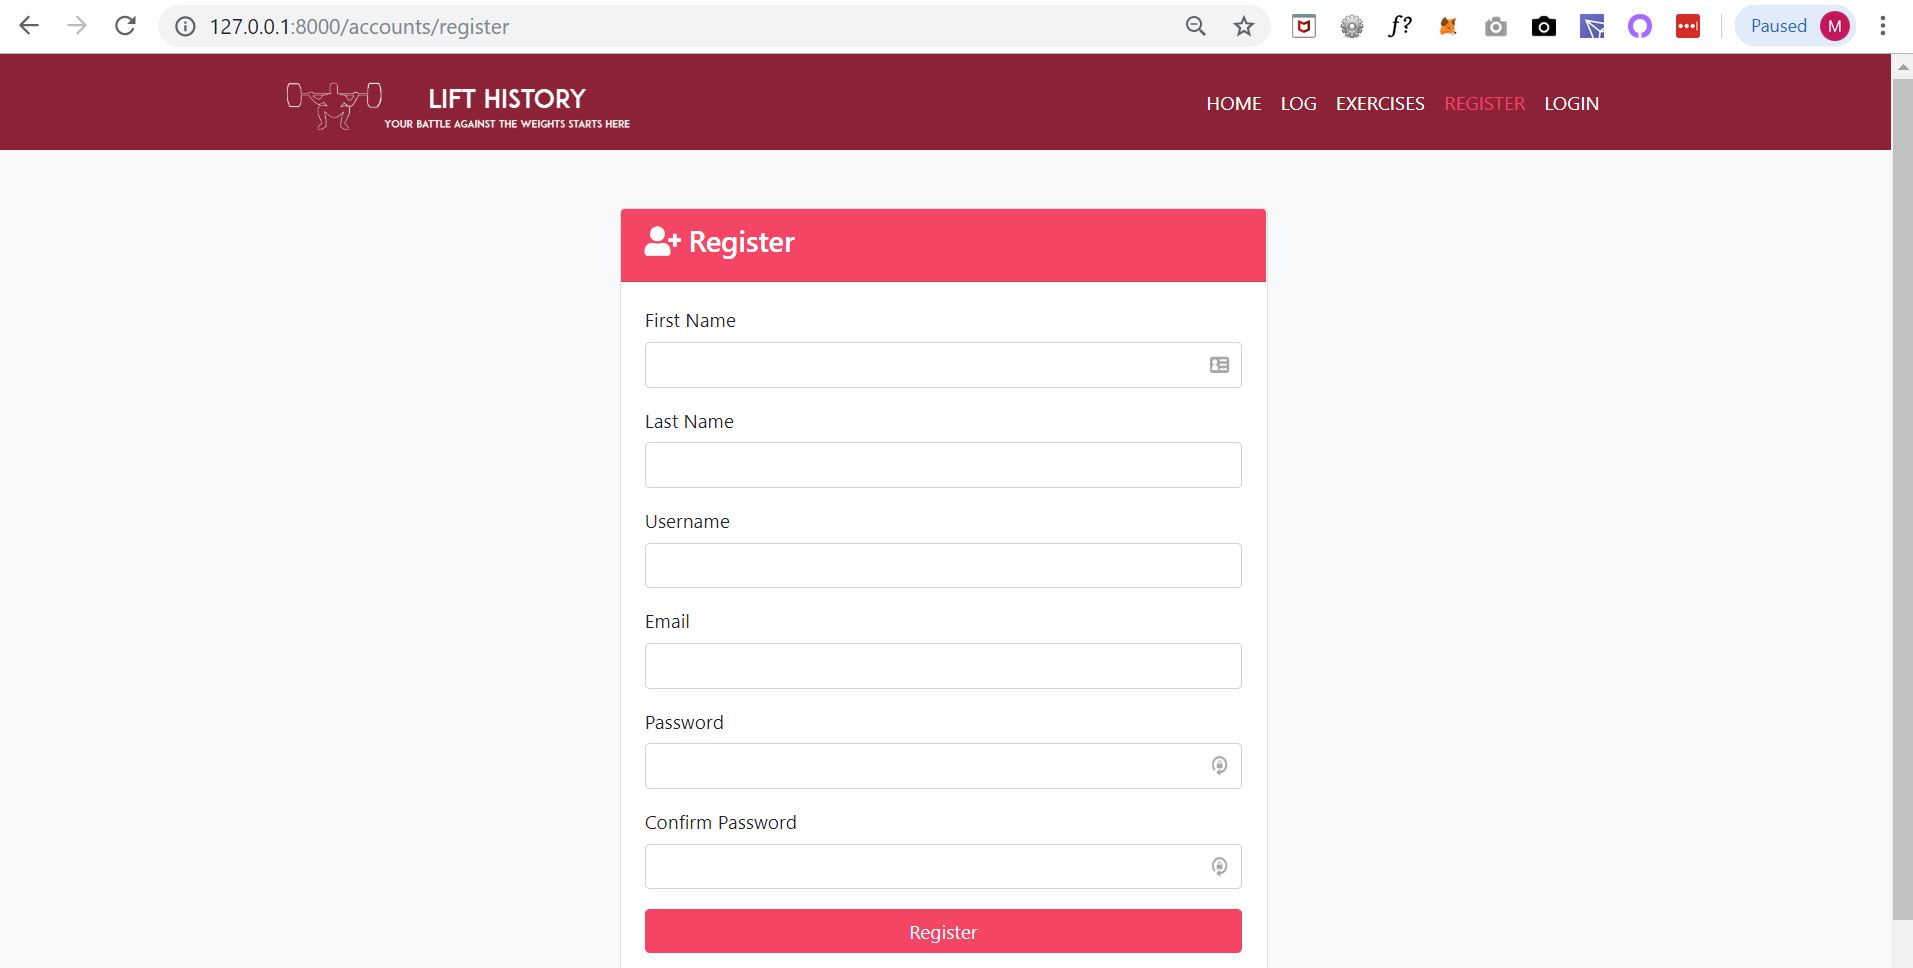 127.0.0.1:8000/accounts/register
f?
Paused
M
LIFT HISTORY
YOUR BATTLE AGAINST THE WEIGHTS STARTS HERE
HOME LOG EXERCISES REGISTER LOGIN
Register
First Name
Last Name
Username
Email
Password
Confirm Password
Register